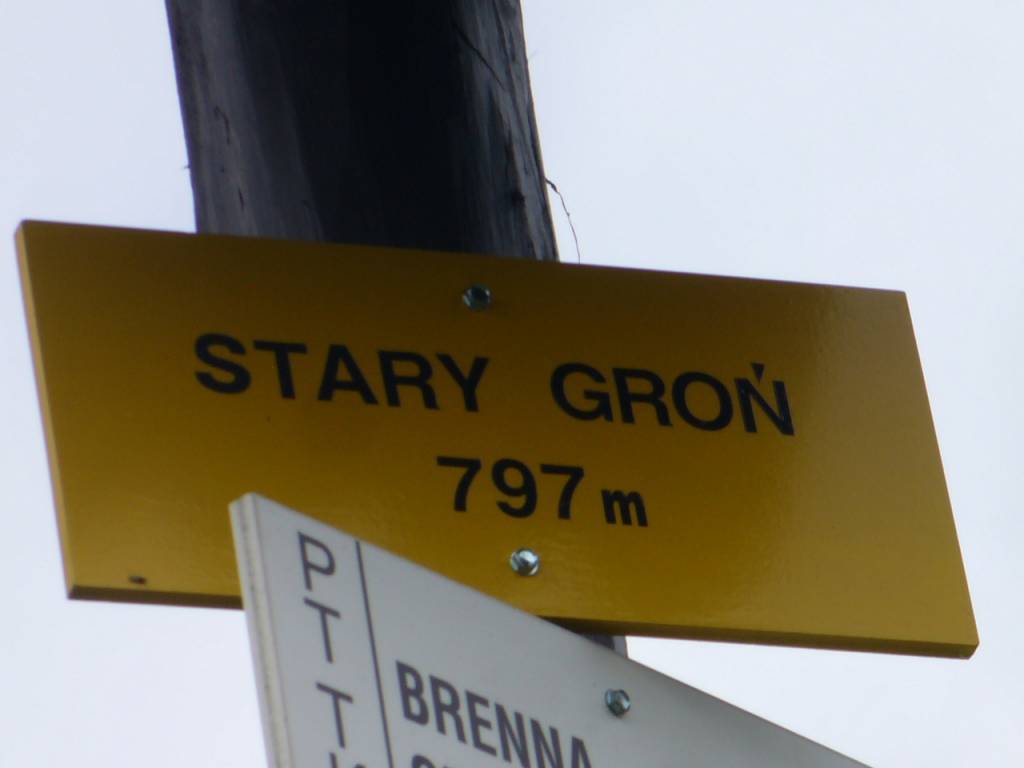 STARY GROŃ
797 m
PTT
BRENNA